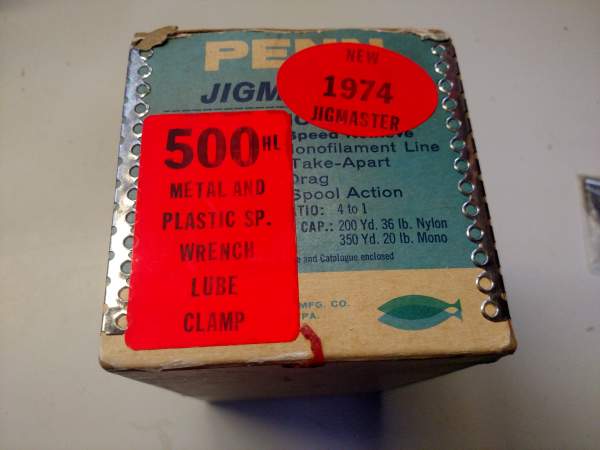 PENN
NEW
1974
JIGMASTER
JIGM
500HL
METAL AND
PLASTIC SP.
WRENCH
LUBE
CLAMP
Speed
onofilament Line
Take-Apart
Drag
Spool Action
TIO: 4 to 1
CAP.: 200 Yd. 36 lb. Nylon
350 Yd. 20 lb. Mono
and Catalogue enclosed
MFG. CO.
PA.